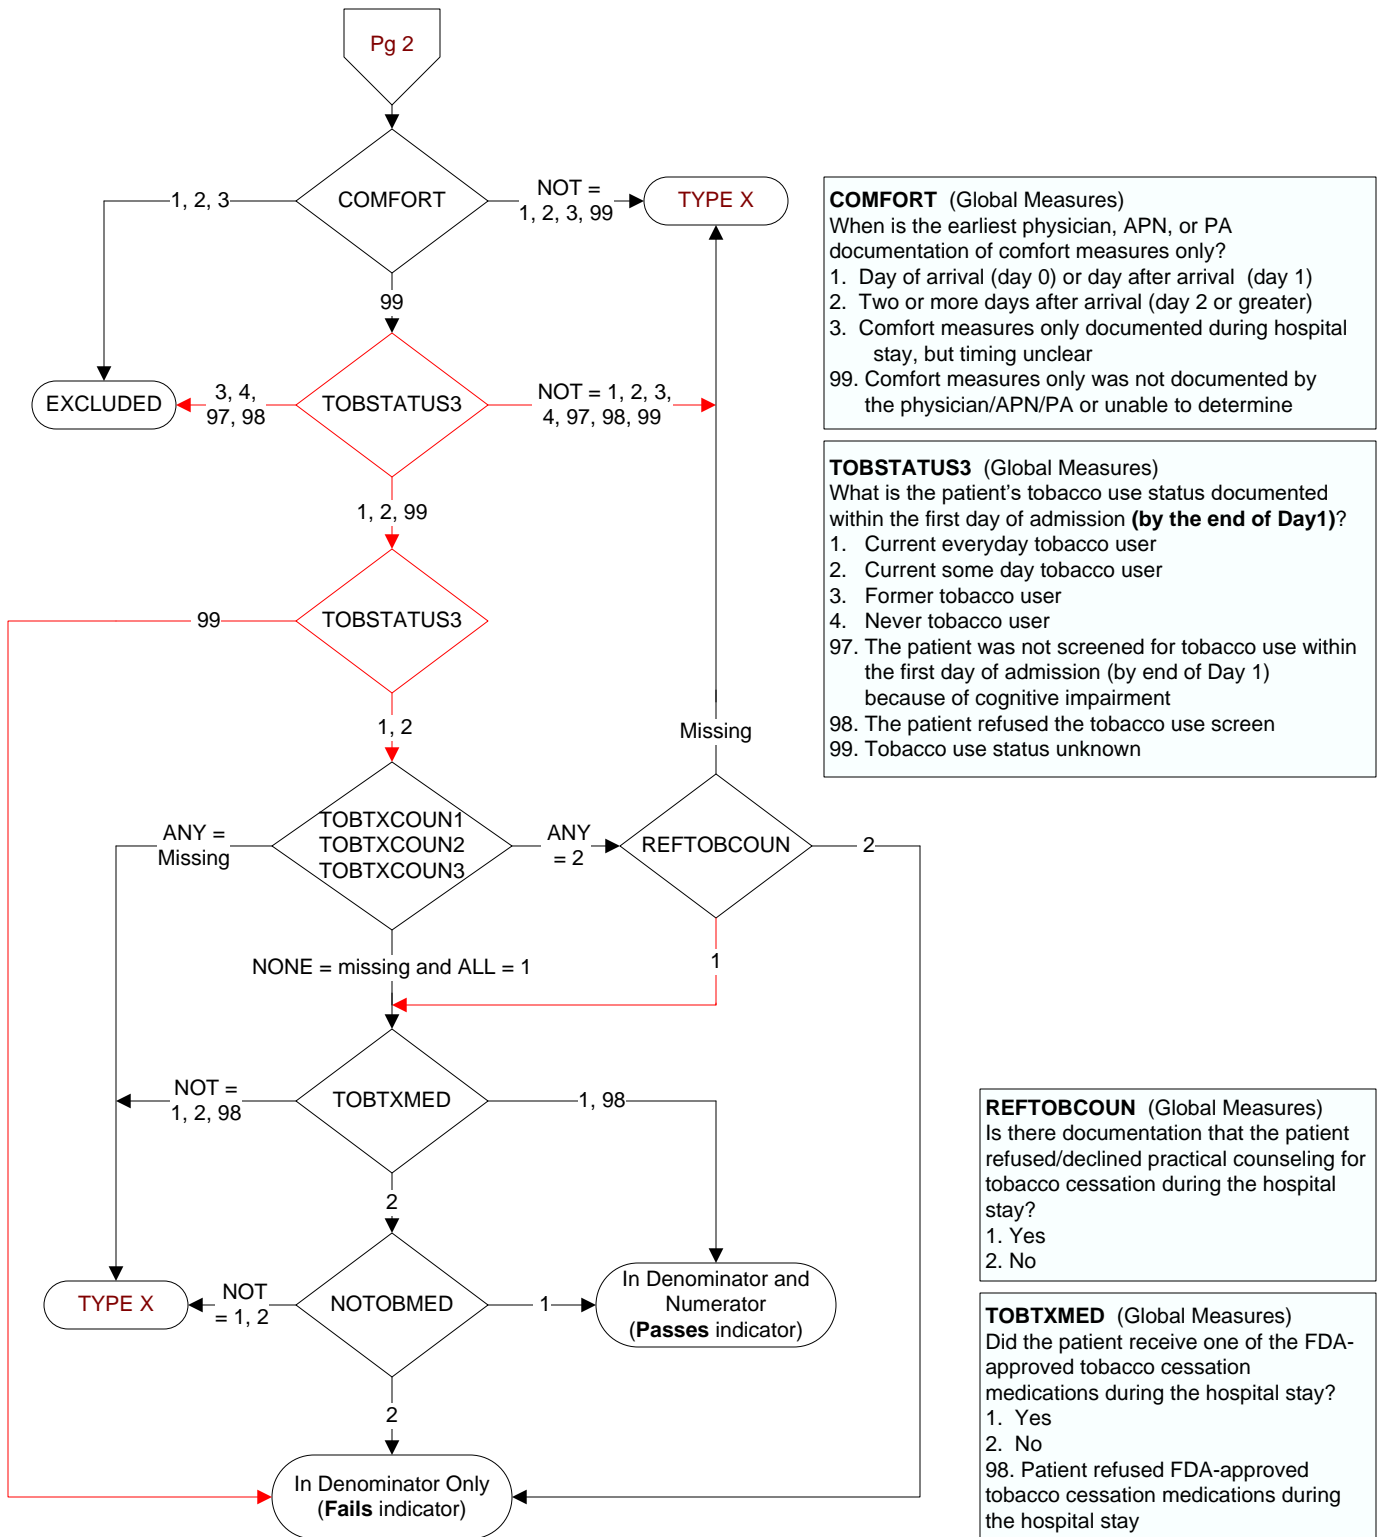 Pg 2
COMFORT
1, 2, 3
NOT =
1, 2, 3, 99
TYPE X
99
TOBSTATUS3
3, 4,
97, 98
EXCLUDED
NOT = 1, 2, 3,
4, 97, 98, 99
1, 2, 99
TOBSTATUS3
99
1, 2
Missing
TOBTXCOUN1
TOBTXCOUN2
TOBTXCOUN3
ANY =
Missing
ANY
= 2
REFTOBCOUN
2
1
NONE = missing and ALL = 1
TOBTXMED
NOT =
1, 2, 98
1, 98
2
NOTOBMED
NOT
= 1, 2
TYPE X
1
In Denominator and
Numerator
(Passes indicator)
2
In Denominator Only
(Fails indicator)
COMFORT (Global Measures)
When is the earliest physician, APN, or PA
documentation of comfort measures only?
1. Day of arrival (day 0) or day after arrival (day 1)
2. Two or more days after arrival (day 2 or greater)
3. Comfort measures only documented during hospital
stay, but timing unclear
99. Comfort measures only was not documented by
the physician/APN/PA or unable to determine
TOBSTATUS3 (Global Measures)
What is the patient's tobacco use status documented
within the first day of admission (by the end of Day1)?
1. Current everyday tobacco user
2. Current some day tobacco user
3. Former tobacco user
4. Never tobacco user
97. The patient was not screened for tobacco use within
the first day of admission (by end of Day 1)
because of cognitive impairment
98. The patient refused the tobacco use screen
99. Tobacco use status unknown
REFTOBCOUN (Global Measures)
Is there documentation that the patient
refused/declined practical counseling for
tobacco cessation during the hospital
stay?
1. Yes
2. No
TOBTXMED (Global Measures)
Did the patient receive one of the FDA-
approved tobacco cessation
medications during the hospital stay?
1. Yes
2. No
98. Patient refused FDA-approved
tobacco cessation medications during
the hospital stay